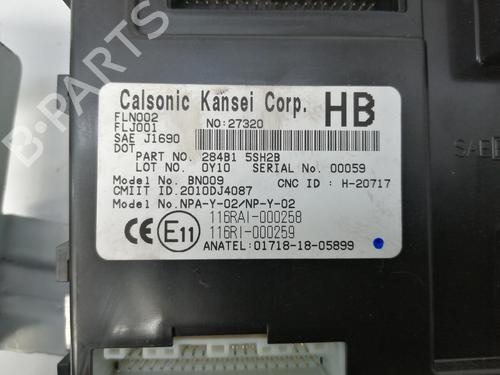 Calsonic Kansei Corp. HB
FLN002
FLJ001
NO:27320
SAE J1690
DOT
PART NO. 284B1 5SH2B
LOT NO. 0Y10 SERIAL NO. 00059
Model No. BN009 CNC ID : H-20717
CMIIT ID.2010DJ4087
Model No.NPA-Y-02/NP-Y-02
116RAI-000258
116RI-000259
CE E11
ANATEL:01718-18-05899
SAE
B-PARTS